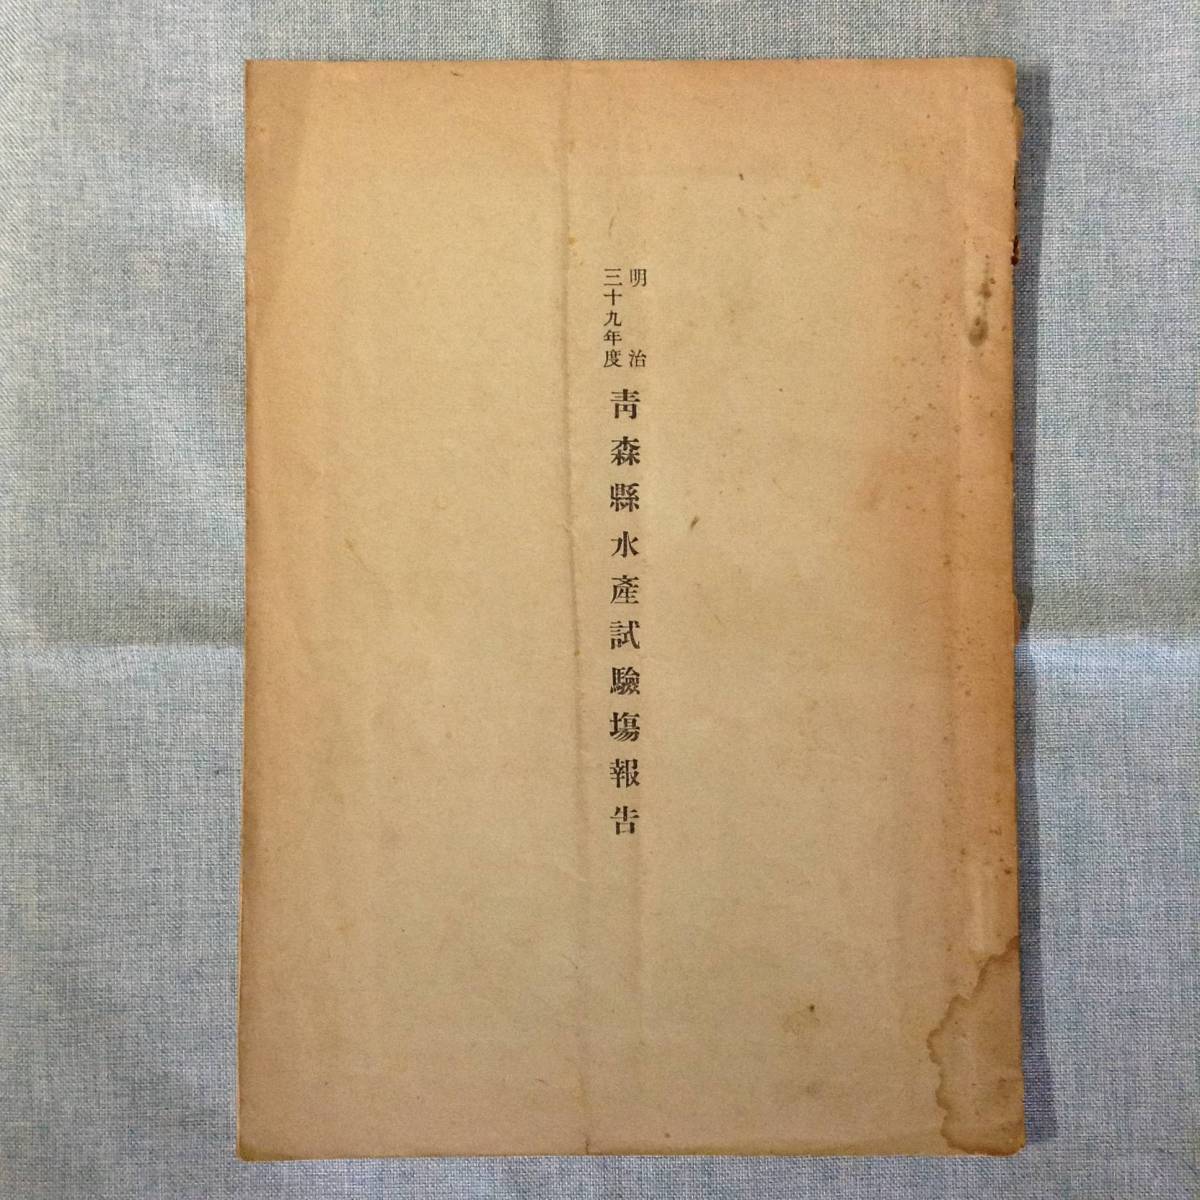 明治
三十九年度
靑森縣水產試驗塲報告